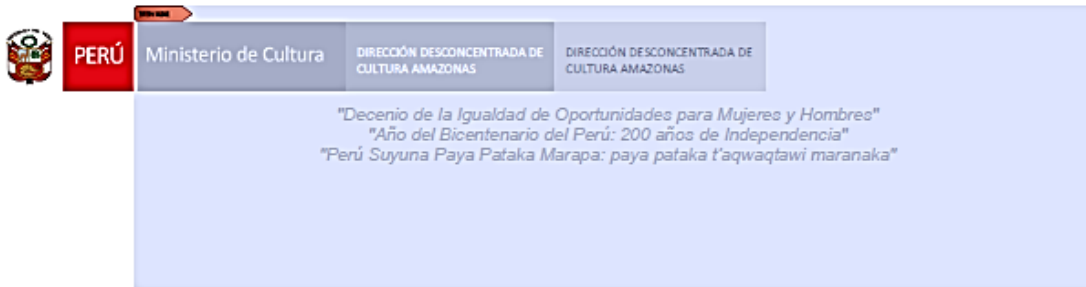 PERÚ
Ministerio de Cultura
DIRECCIÓN DESCONCENTRADA DE
CULTURA AMAZONAS
DIRECCIÓN DESCONCENTRADA DE
CULTURA AMAZONAS
"Decenio de la Igualdad de Oportunidades para Mujeres y Hombres"
"Año del Bicentenario del Perú: 200 años de Independencia"
"Perú Suyuna Paya Pataka Marapa: paya pataka t'aqwaqtawi maranaka"